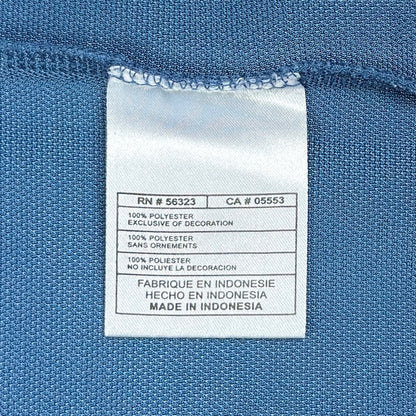 RN # 56323 CA # 05553
100% POLYESTER
EXCLUSIVE OF DECORATION
100% POLYESTER
SANS ORNEMENTS
100% POLIESTER
NO INCLUYE LA DECORACION
FABRIQUE EN INDONESIE
HECHO EN INDONESIA
MADE IN INDONESIA